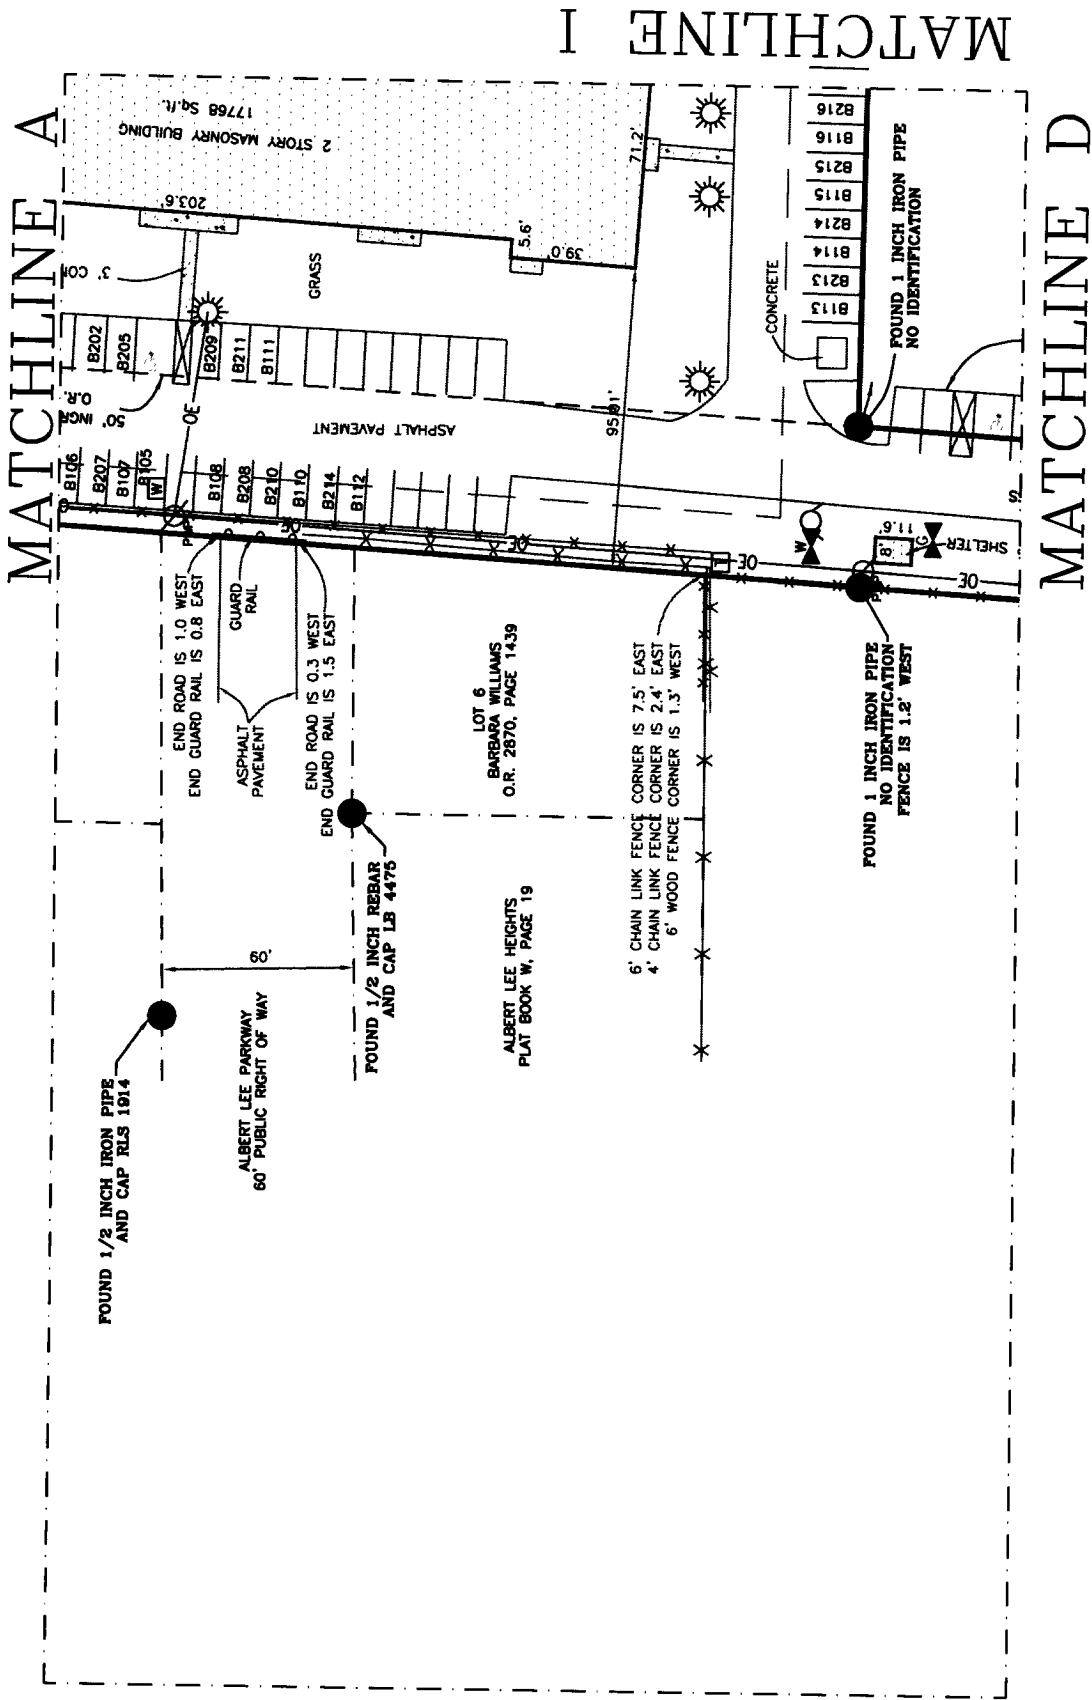 MATCHLINE I
MATCHLINE A
MATCHLINE D
2 STORY MASONRY BUILDING
17768 Sq.ft.
203.6'
5.6'
39.0'
71.2'
3' CO
GRASS
B202
B205
B209
B211
B111
50' INGR
O.R.
OE
ASPHALT PAVEMENT
95.91'
B106
B207
B107
B105
W
B108
B208
B210
B110
B214
B112
OE
OE
OE
CONCRETE
B216
B116
B215
B115
B214
B114
B213
B113
FOUND 1 INCH IRON PIPE
NO IDENTIFICATION
W
8'
11.6'
G
SHELTER
OE
S
END ROAD IS 1.0 WEST
END GUARD RAIL IS 0.8 EAST
GUARD
RAIL
ASPHALT
PAVEMENT
END ROAD IS 0.3 WEST
END GUARD RAIL IS 1.5 EAST
LOT 6
BARBARA WILLIAMS
O.R. 2870, PAGE 1439
6' CHAIN LINK FENCE CORNER IS 7.5' EAST
4' CHAIN LINK FENCE CORNER IS 2.4' EAST
6' WOOD FENCE CORNER IS 1.3' WEST
FOUND 1 INCH IRON PIPE
NO IDENTIFICATION
FENCE IS 1.2' WEST
FOUND 1/2 INCH REBAR
AND CAP LB 4475
60'
ALBERT LEE HEIGHTS
PLAT BOOK W, PAGE 19
ALBERT LEE PARKWAY
60' PUBLIC RIGHT OF WAY
FOUND 1/2 INCH IRON PIPE
AND CAP RLS 1914